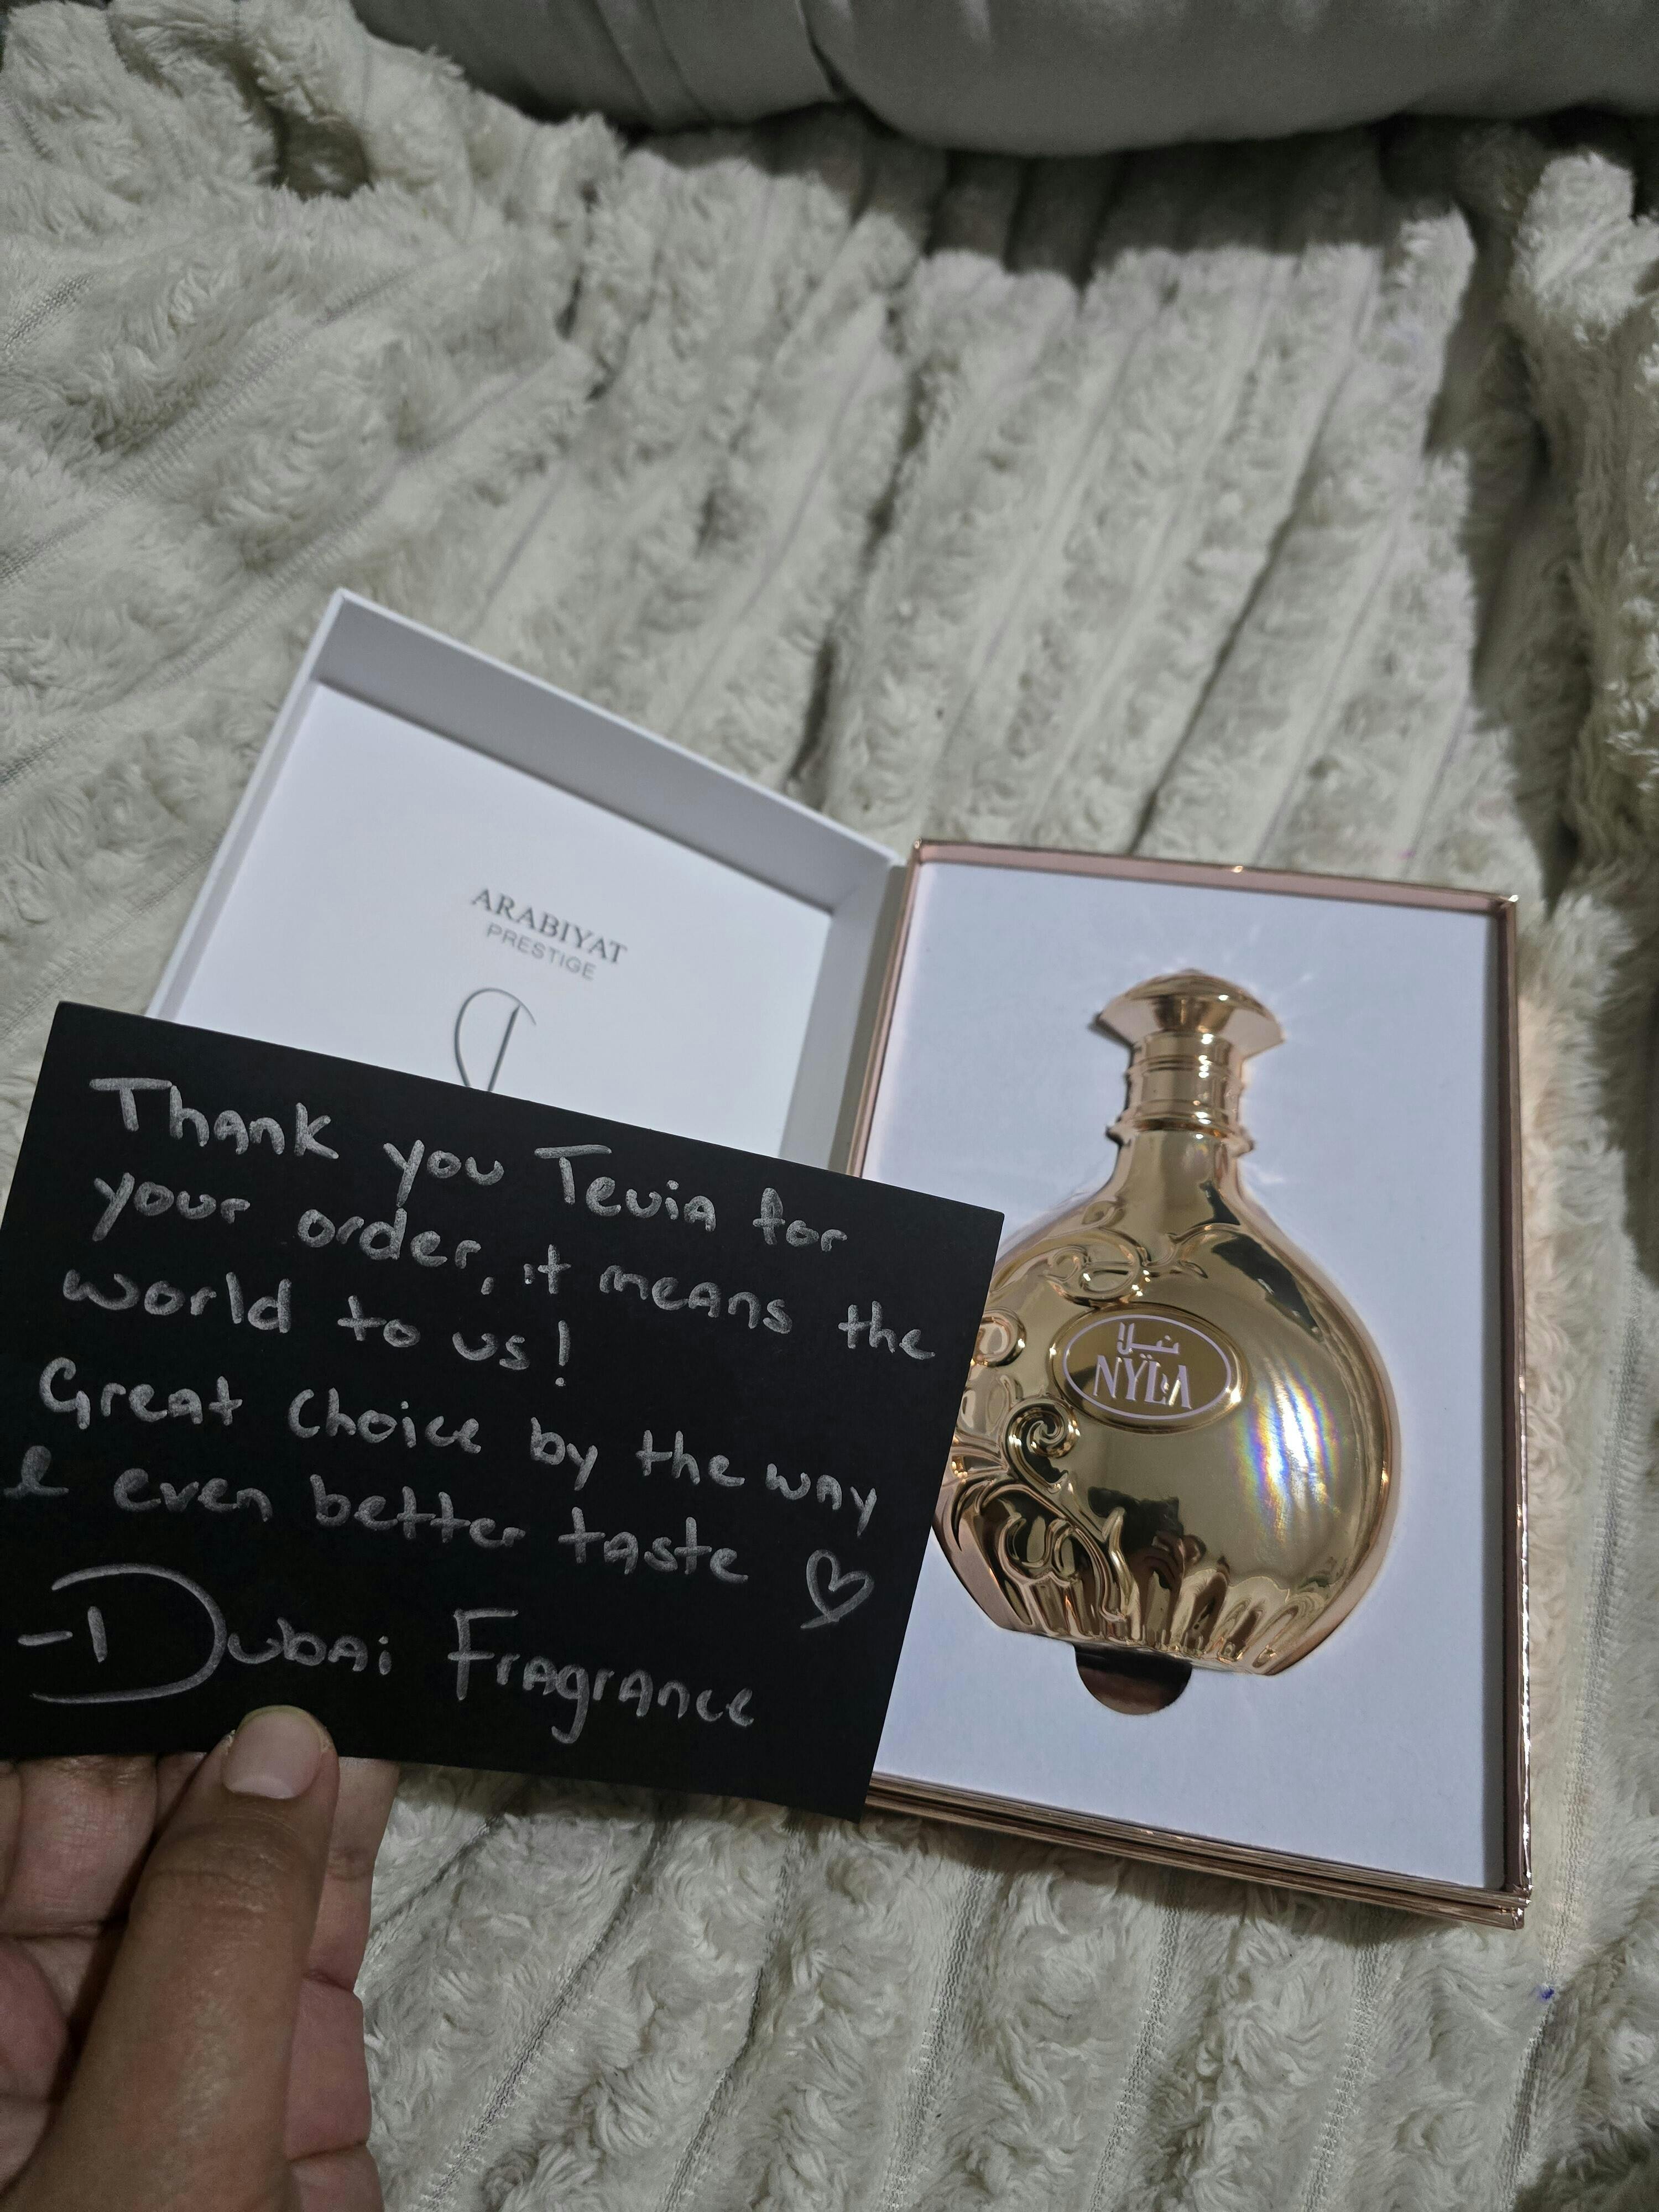 ARABIYAT
PRESTIGE
Thank you Tevia for
your order, it means the
world to us!
Great choice by the way
& even better taste ♡
-Dubai Fragrance
نيلا
NYLA